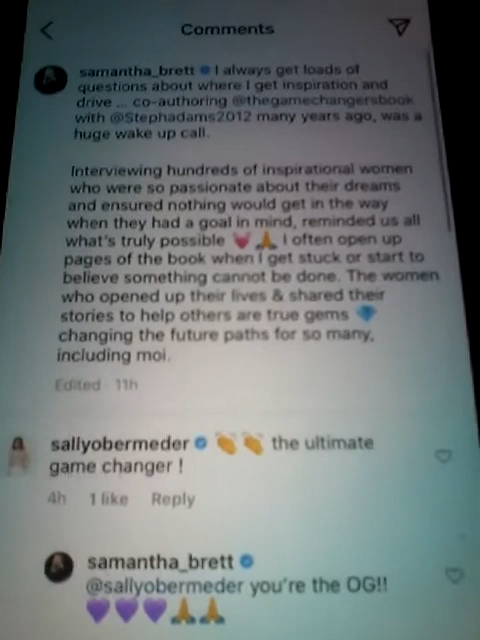 Comments
samantha_brett I always get loads of
questions about where I get inspiration and
drive ... co-authoring @thegamechangersbook
with @Stephadams2012 many years ago, was a
huge wake up call.
Interviewing hundreds of inspirational women
who were so passionate about their dreams
and ensured nothing would get in the way
when they had a goal in mind, reminded us all
what's truly possible 💓🙏 I often open up
pages of the book when I get stuck or start to
believe something cannot be done. The women
who opened up their lives & shared their
stories to help others are true gems 💎
changing the future paths for so many,
including moi.
Edited · 11h
sallyobermeder 👏👏 the ultimate
game changer !
4h 1 like Reply
samantha_brett
@sallyobermeder you're the OG!!
💜💜💜🙏🙏